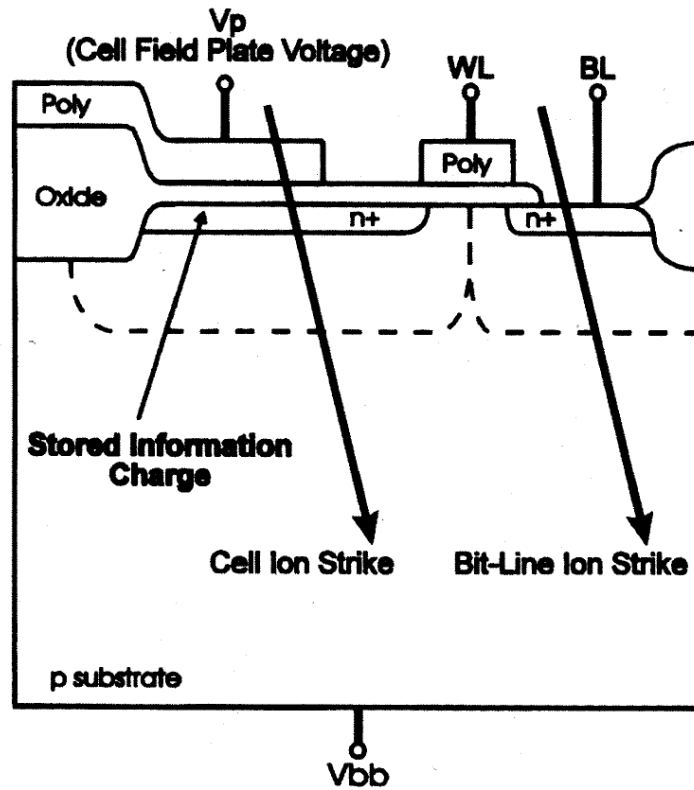 Vp
(Cell Field Plate Voltage)
WL
BL
Poly
Poly
Oxide
n+
n+
Stored Information
Charge
Cell Ion Strike
Bit-Line Ion Strike
p substrate
Vbb